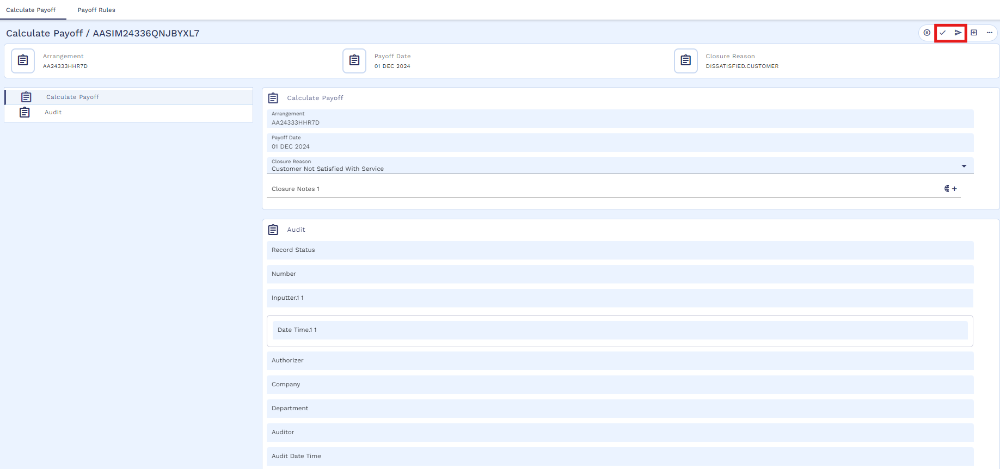 Calculate Payoff
Payoff Rules
Calculate Payoff / AASIM24336QNJBYXL7
Arrangement
AA24333HHR7D
Payoff Date
01 DEC 2024
Closure Reason
DISSATISFIED.CUSTOMER
Calculate Payoff
Audit
Calculate Payoff
Arrangement
AA24333HHR7D
Payoff Date
01 DEC 2024
Closure Reason
Customer Not Satisfied With Service
Closure Notes 1
Audit
Record Status
Number
Inputter.1 1
Date Time.1 1
Authorizer
Company
Department
Auditor
Audit Date Time